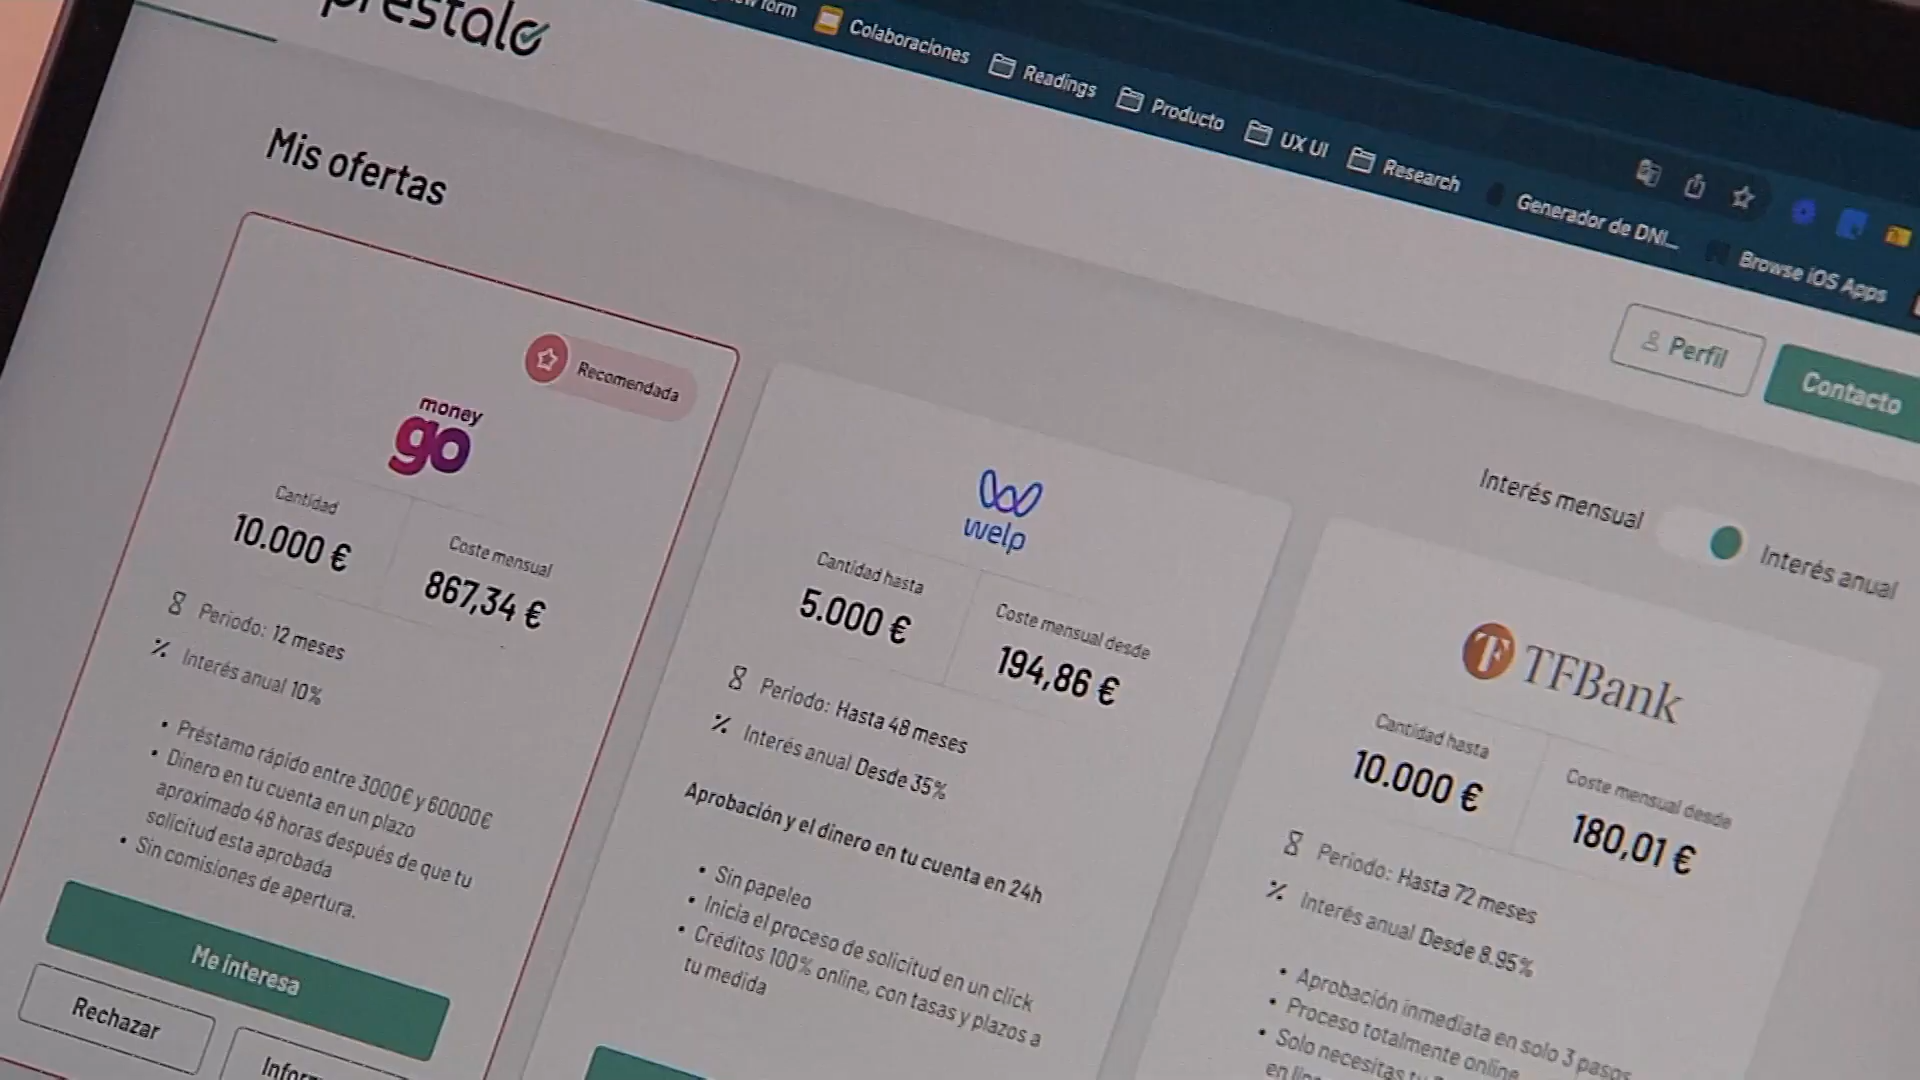 prestalo
form
Colaboraciones
Readings
Producto
UX UI
Research
Generador de DNI...
Browse iOS Apps
Perfil
Contacto
Mis ofertas
Interés mensual
Interés anual
Recomendada
money
go
Cantidad
10.000 €
Coste mensual
867,34 €
Periodo: 12 meses
Interés anual 10%
• Préstamo rápido entre 3000€ y 60000€
• Dinero en tu cuenta en un plazo
aproximado 48 horas después de que tu
solicitud esta aprobada
• Sin comisiones de apertura.
Me interesa
Rechazar
welp
Cantidad hasta
5.000 €
Coste mensual desde
194,86 €
Periodo: Hasta 48 meses
Interés anual Desde 35%
Aprobación y el dinero en tu cuenta en 24h
• Sin papeleo
• Inicia el proceso de solicitud en un click
• Créditos 100% online, con tasas y plazos a
tu medida
TF TFBank
Cantidad hasta
10.000 €
Coste mensual desde
180,01 €
Periodo: Hasta 72 meses
Interés anual Desde 8.95%
• Aprobación inmediata en solo 3 pasos
• Proceso totalmente online
• Solo necesitas tu